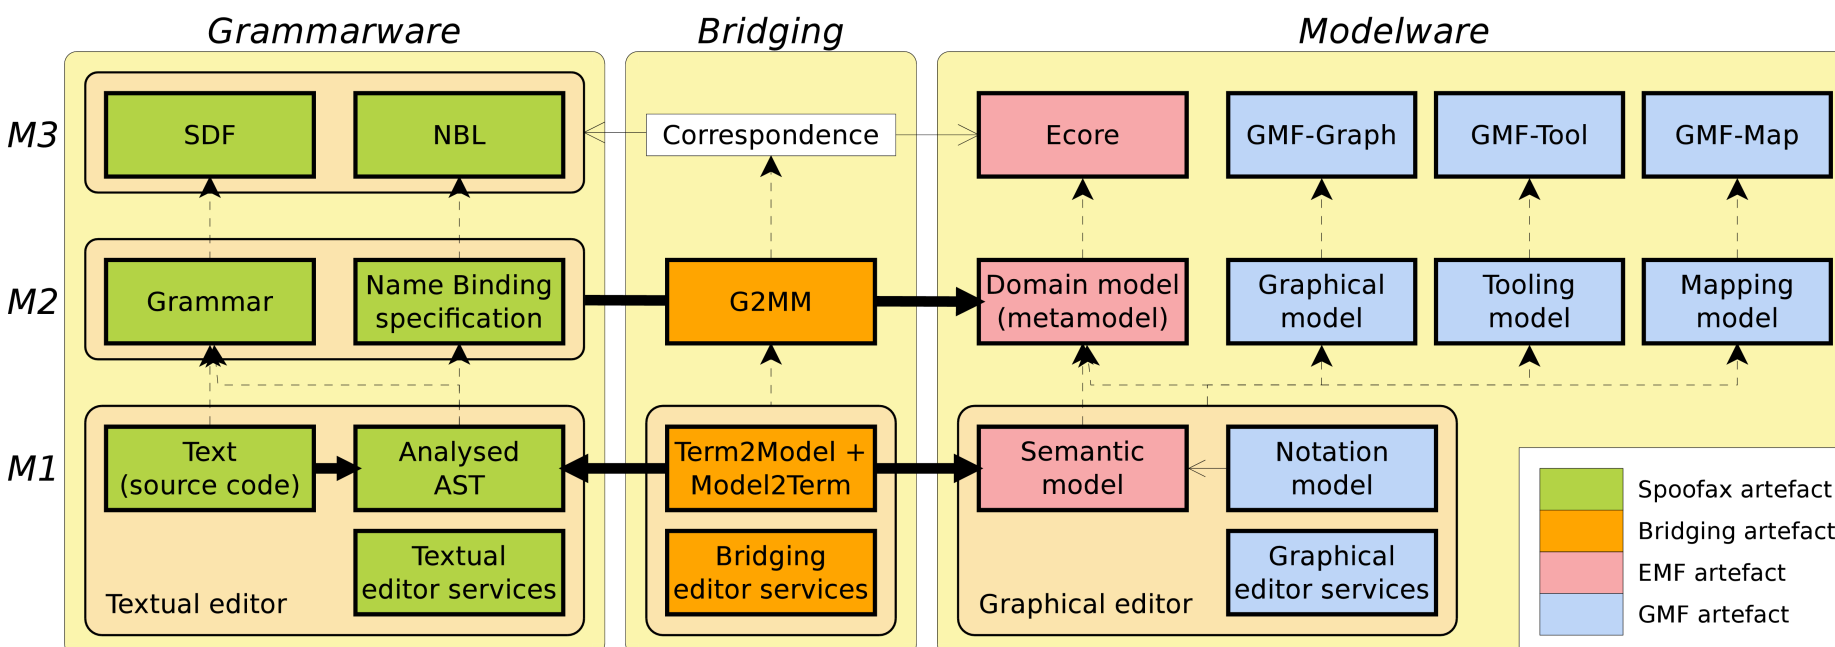 Grammarware
Bridging
Modelware
M3
SDF
NBL
Correspondence
Ecore
GMF-Graph
GMF-Tool
GMF-Map
M2
Grammar
Name Binding
specification
G2MM
Domain model
(metamodel)
Graphical
model
Tooling
model
Mapping
model
M1
Text
(source code)
Analysed
AST
Term2Model +
Model2Term
Semantic
model
Notation
model
Textual
editor services
Bridging
editor services
Graphical
editor services
Textual editor
Graphical editor
Spoofax artefact
Bridging artefact
EMF artefact
GMF artefact